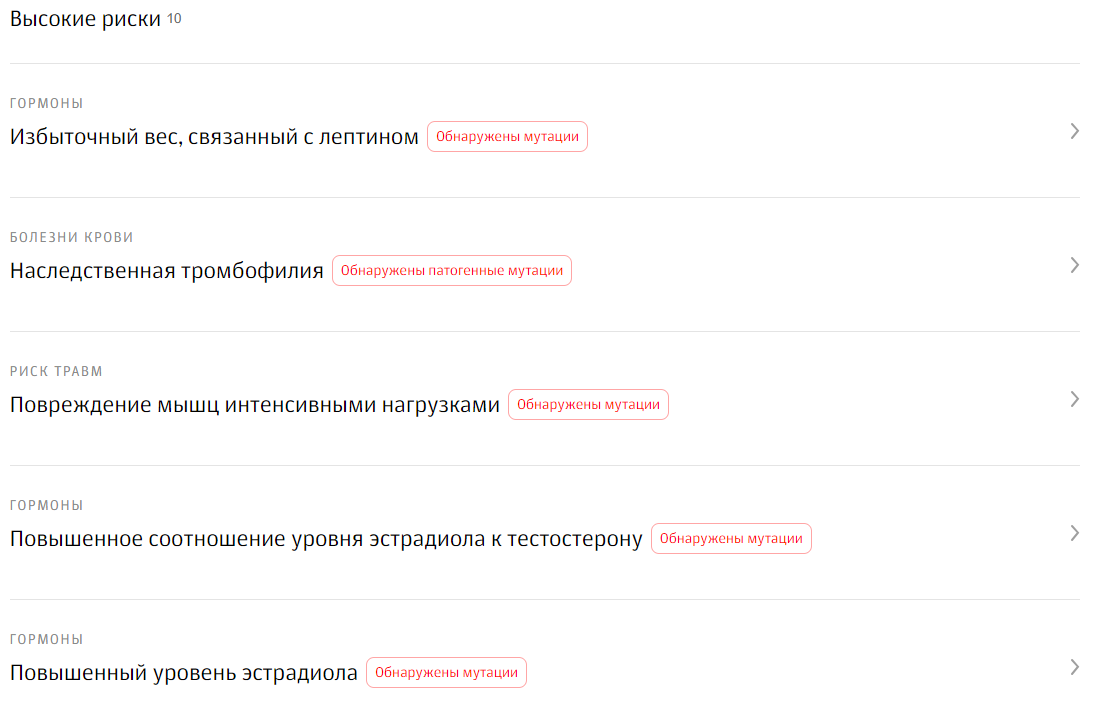 Высокие риски 10
ГОРМОНЫ
Избыточный вес, связанный с лептином Обнаружены мутации
БОЛЕЗНИ КРОВИ
Наследственная тромбофилия Обнаружены патогенные мутации
РИСК ТРАВМ
Повреждение мышц интенсивными нагрузками Обнаружены мутации
ГОРМОНЫ
Повышенное соотношение уровня эстрадиола к тестостерону Обнаружены мутации
ГОРМОНЫ
Повышенный уровень эстрадиола Обнаружены мутации